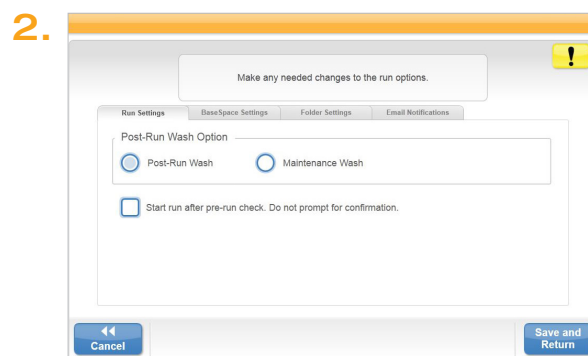 2.
!
Make any needed changes to the run options.
Run Settings BaseSpace Settings Folder Settings Email Notifications
Post-Run Wash Option
Post-Run Wash Maintenance Wash
Start run after pre-run check. Do not prompt for confirmation.
Cancel
Save and
Return